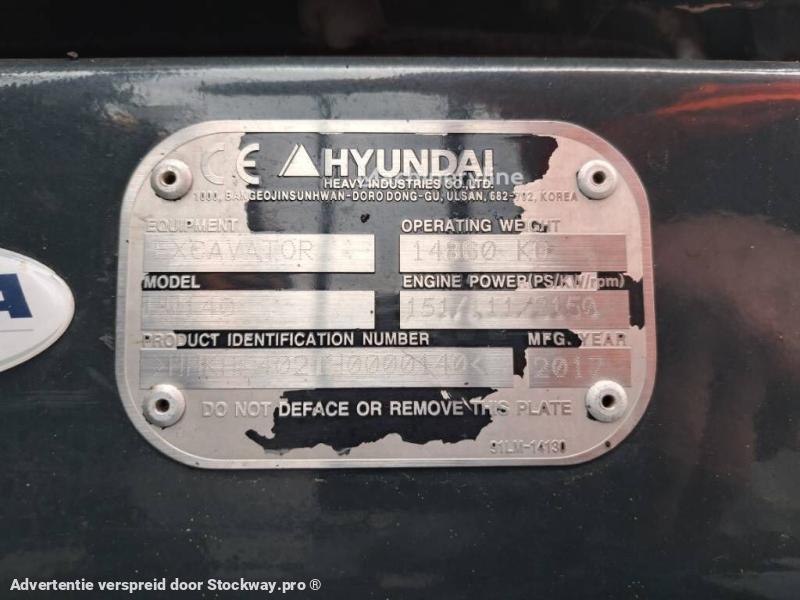 CE HYUNDAI
HEAVY INDUSTRIES CO., LTD.
1000, BANGEOJINSUNHWAN-DORO DONG-GU, ULSAN, 682-792, KOREA
EQUIPMENT
OPERATING WEIGHT
EXCAVATOR
14860 KG
MODEL
ENGINE POWER(PS/KW/rpm)
PRODUCT IDENTIFICATION NUMBER
MFG. YEAR
2017
DO NOT DEFACE OR REMOVE THIS PLATE
91LM-14130
A
Advertentie verspreid door Stockway.pro ®